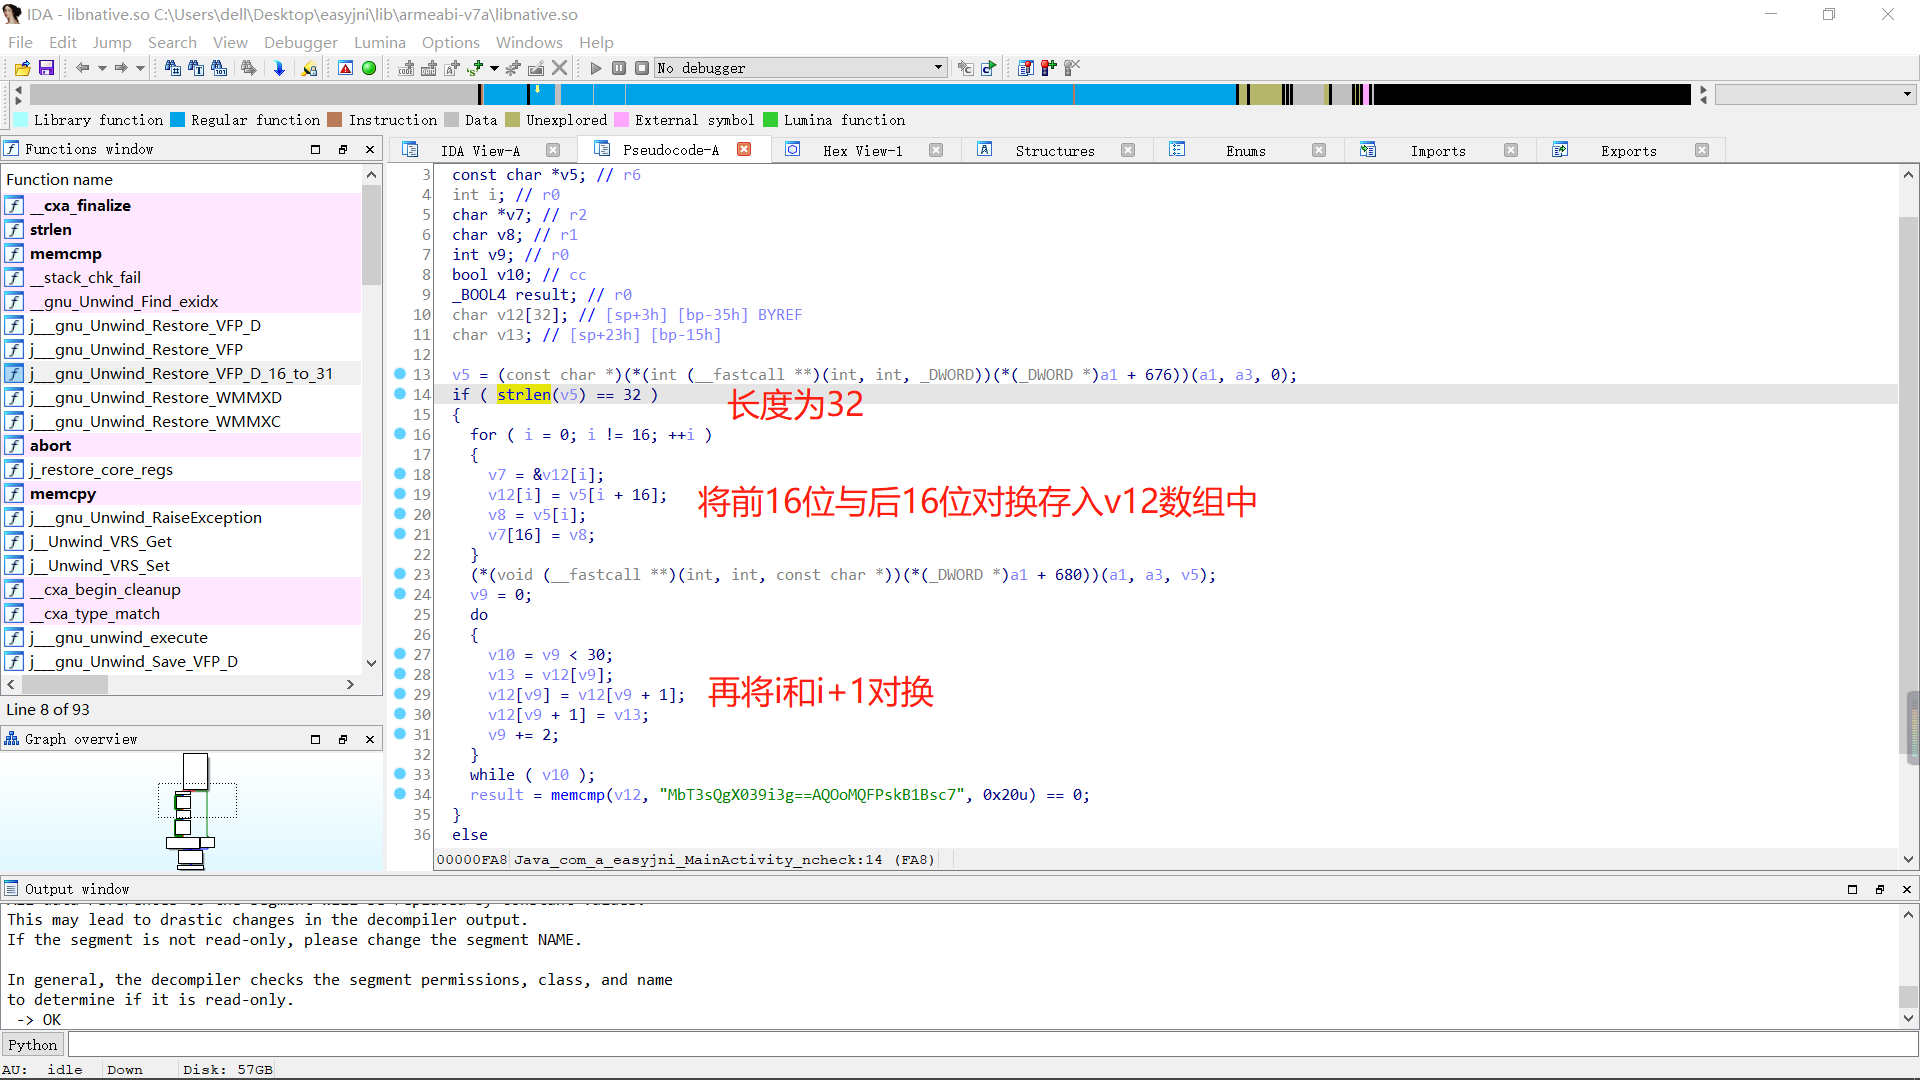 IDA - libnative.so C:\Users\dell\Desktop\easyjni\lib\armeabi-v7a\libnative.so
File Edit Jump Search View Debugger Lumina Options Windows Help
No debugger
Library function Regular function Instruction Data Unexplored External symbol Lumina function
Functions window
Function name
__cxa_finalize
strlen
memcmp
__stack_chk_fail
__gnu_Unwind_Find_exidx
j___gnu_Unwind_Restore_VFP_D
j___gnu_Unwind_Restore_VFP
j___gnu_Unwind_Restore_VFP_D_16_to_31
j___gnu_Unwind_Restore_WMMXD
j___gnu_Unwind_Restore_WMMXC
abort
j_restore_core_regs
memcpy
j___gnu_Unwind_RaiseException
j__Unwind_VRS_Get
j__Unwind_VRS_Set
__cxa_begin_cleanup
__cxa_type_match
j___gnu_unwind_execute
j___gnu_Unwind_Save_VFP_D
Line 8 of 93
Graph overview
IDA View-A Pseudocode-A Hex View-1 Structures Enums Imports Exports
3 const char *v5; // r6
4 int i; // r0
5 char *v7; // r2
6 char v8; // r1
7 int v9; // r0
8 bool v10; // cc
9 _BOOL4 result; // r0
10 char v12[32]; // [sp+3h] [bp-35h] BYREF
11 char v13; // [sp+23h] [bp-15h]
12
13 v5 = (const char *)(*(int (__fastcall **)(int, int, _DWORD))(*(_DWORD *)a1 + 676))(a1, a3, 0);
14 if ( strlen(v5) == 32 )
长度为32
15 {
16 for ( i = 0; i != 16; ++i )
17 {
18 v7 = &v12[i];
19 v12[i] = v5[i + 16];
将前16位与后16位对换存入v12数组中
20 v8 = v5[i];
21 v7[16] = v8;
22 }
23 (*(void (__fastcall **)(int, int, const char *))(*(_DWORD *)a1 + 680))(a1, a3, v5);
24 v9 = 0;
25 do
26 {
27 v10 = v9 < 30;
28 v13 = v12[v9];
29 v12[v9] = v12[v9 + 1];
再将i和i+1对换
30 v12[v9 + 1] = v13;
31 v9 += 2;
32 }
33 while ( v10 );
34 result = memcmp(v12, "MbT3sQgX039i3g==AQOoMQFPskB1Bsc7", 0x20u) == 0;
35 }
36 else
00000FA8 Java_com_a_easyjni_MainActivity_ncheck:14 (FA8)
Output window
This may lead to drastic changes in the decompiler output.
If the segment is not read-only, please change the segment NAME.
In general, the decompiler checks the segment permissions, class, and name
to determine if it is read-only.
-> OK
Python
AU: idle Down Disk: 57GB